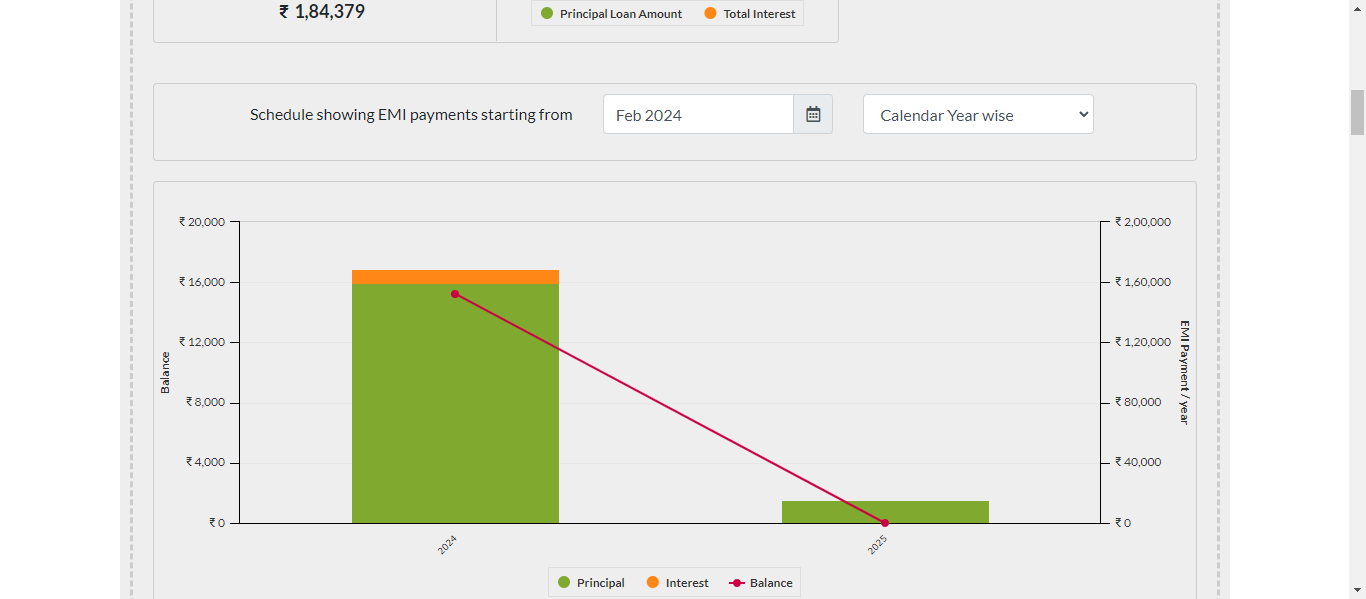 ₹ 1,84,379
Principal Loan Amount Total Interest
Schedule showing EMI payments starting from Feb 2024 Calendar Year wise
₹ 20,000 ₹ 2,00,000
₹ 16,000 ₹ 1,60,000
₹ 12,000 ₹ 1,20,000
₹ 8,000 ₹ 80,000
₹ 4,000 ₹ 40,000
₹ 0 ₹ 0
Balance
EMI Payment / year
2024 2025
Principal Interest Balance